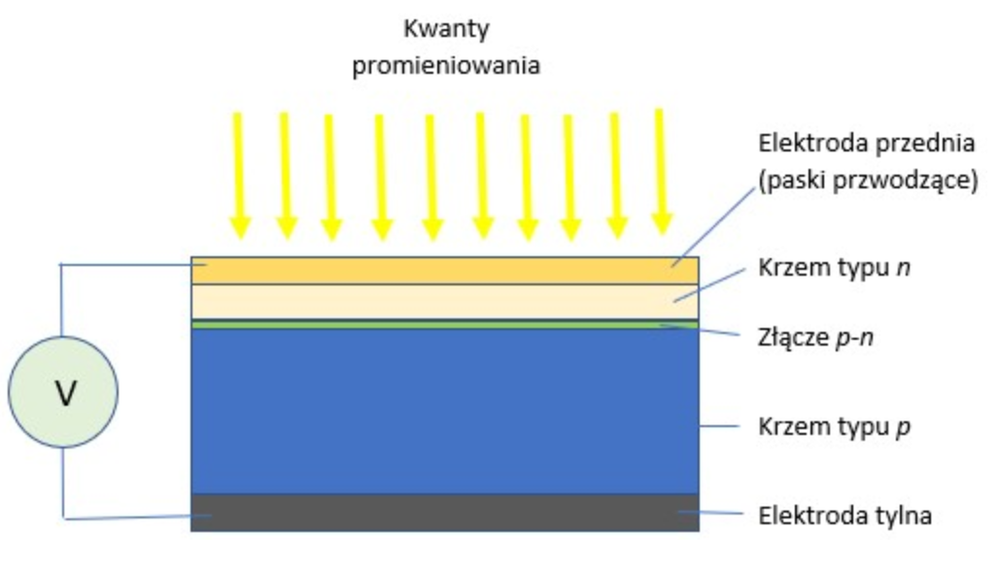 Kwanty
promieniowania
Elektroda przednia
(paski przwodzące)
Krzem typu n
Złącze p-n
V
Krzem typu p
Elektroda tylna